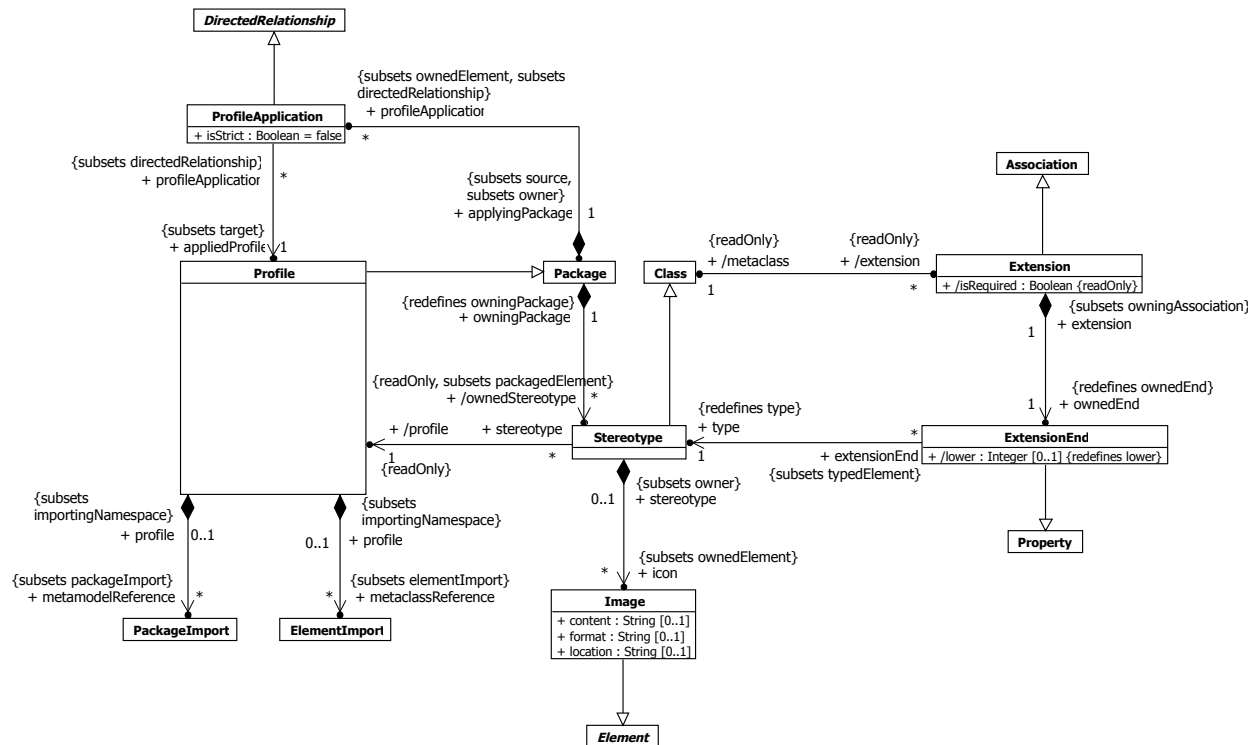 DirectedRelationship
{subsets ownedElement, subsets
directedRelationship}
+ profileApplication
*
ProfileApplication
+ isStrict : Boolean = false
{subsets directedRelationship}
+ profileApplication
*
{subsets source,
subsets owner}
+ applyingPackage
1
Association
{subsets target}
+ appliedProfile
1
{readOnly}
+ /metaclass
1
{readOnly}
+ /extension
*
Profile
Package
Class
Extension
+ /isRequired : Boolean {readOnly}
{redefines owningPackage}
+ owningPackage
1
{subsets owningAssociation}
+ extension
1
{readOnly, subsets packagedElement}
+ /ownedStereotype
*
{redefines type}
+ type
1
{redefines ownedEnd}
+ ownedEnd
1
+ /profile
1
{readOnly}
+ stereotype
*
Stereotype
*
+ extensionEnd
{subsets typedElement}
ExtensionEnd
+ /lower : Integer [0..1] {redefines lower}
{subsets
importingNamespace}
+ profile
0..1
{subsets
importingNamespace}
+ profile
0..1
{subsets owner}
+ stereotype
0..1
Property
{subsets packageImport}
+ metamodelReference
*
{subsets elementImport}
+ metaclassReference
*
{subsets ownedElement}
+ icon
*
PackageImport
ElementImport
Image
+ content : String [0..1]
+ format : String [0..1]
+ location : String [0..1]
Element